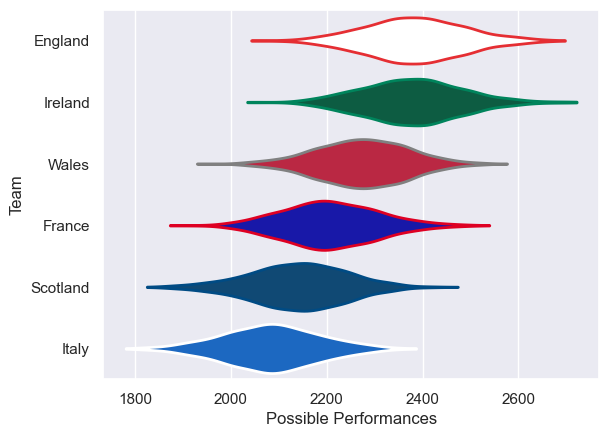 England
Ireland
Wales
France
Scotland
Italy
Team
1800 2000 2200 2400 2600
Possible Performances